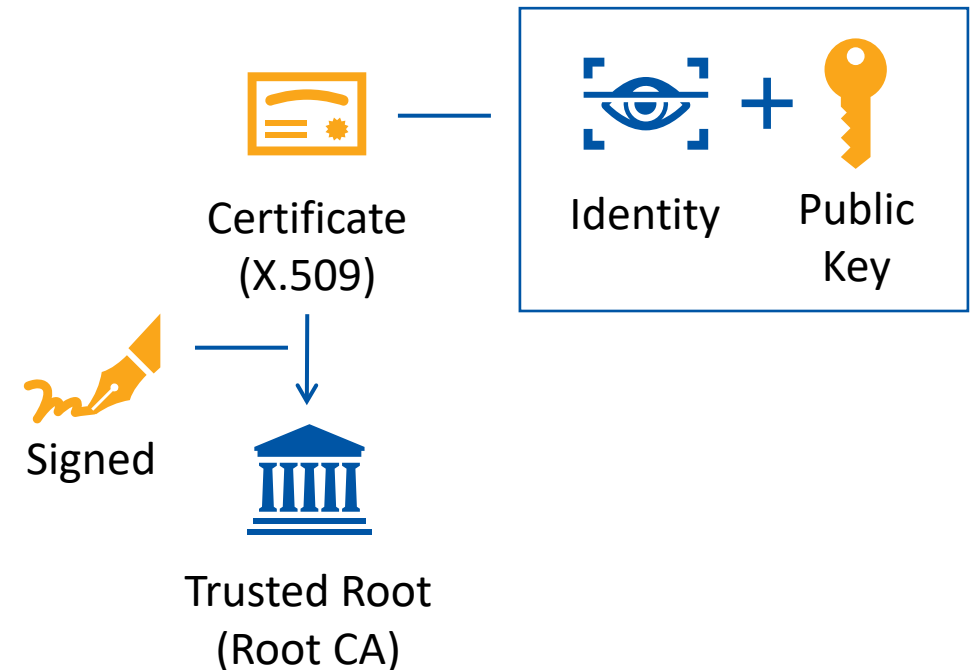 Certificate
(X.509)
Identity
Public
Key
Signed
Trusted Root
(Root CA)